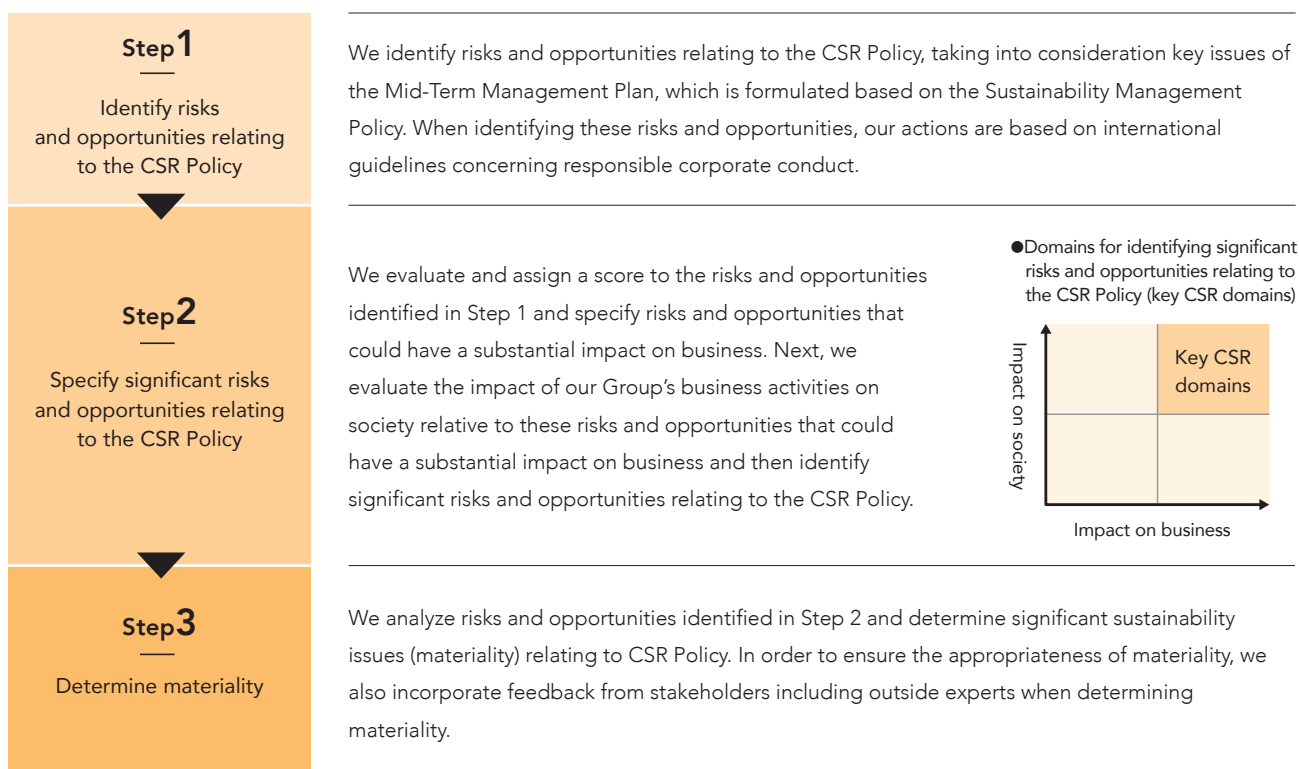 Step1
Identify risks
and opportunities relating
to the CSR Policy
We identify risks and opportunities relating to the CSR Policy, taking into consideration key issues of
the Mid-Term Management Plan, which is formulated based on the Sustainability Management
Policy. When identifying these risks and opportunities, our actions are based on international
guidelines concerning responsible corporate conduct.
Step2
Specify significant risks
and opportunities relating
to the CSR Policy
We evaluate and assign a score to the risks and opportunities
identified in Step 1 and specify risks and opportunities that
could have a substantial impact on business. Next, we
evaluate the impact of our Group's business activities on
society relative to these risks and opportunities that could
have a substantial impact on business and then identify
significant risks and opportunities relating to the CSR Policy.
●Domains for identifying significant
risks and opportunities relating to
the CSR Policy (key CSR domains)
Impact on society
Key CSR
domains
Impact on business
Step3
Determine materiality
We analyze risks and opportunities identified in Step 2 and determine significant sustainability
issues (materiality) relating to CSR Policy. In order to ensure the appropriateness of materiality, we
also incorporate feedback from stakeholders including outside experts when determining
materiality.